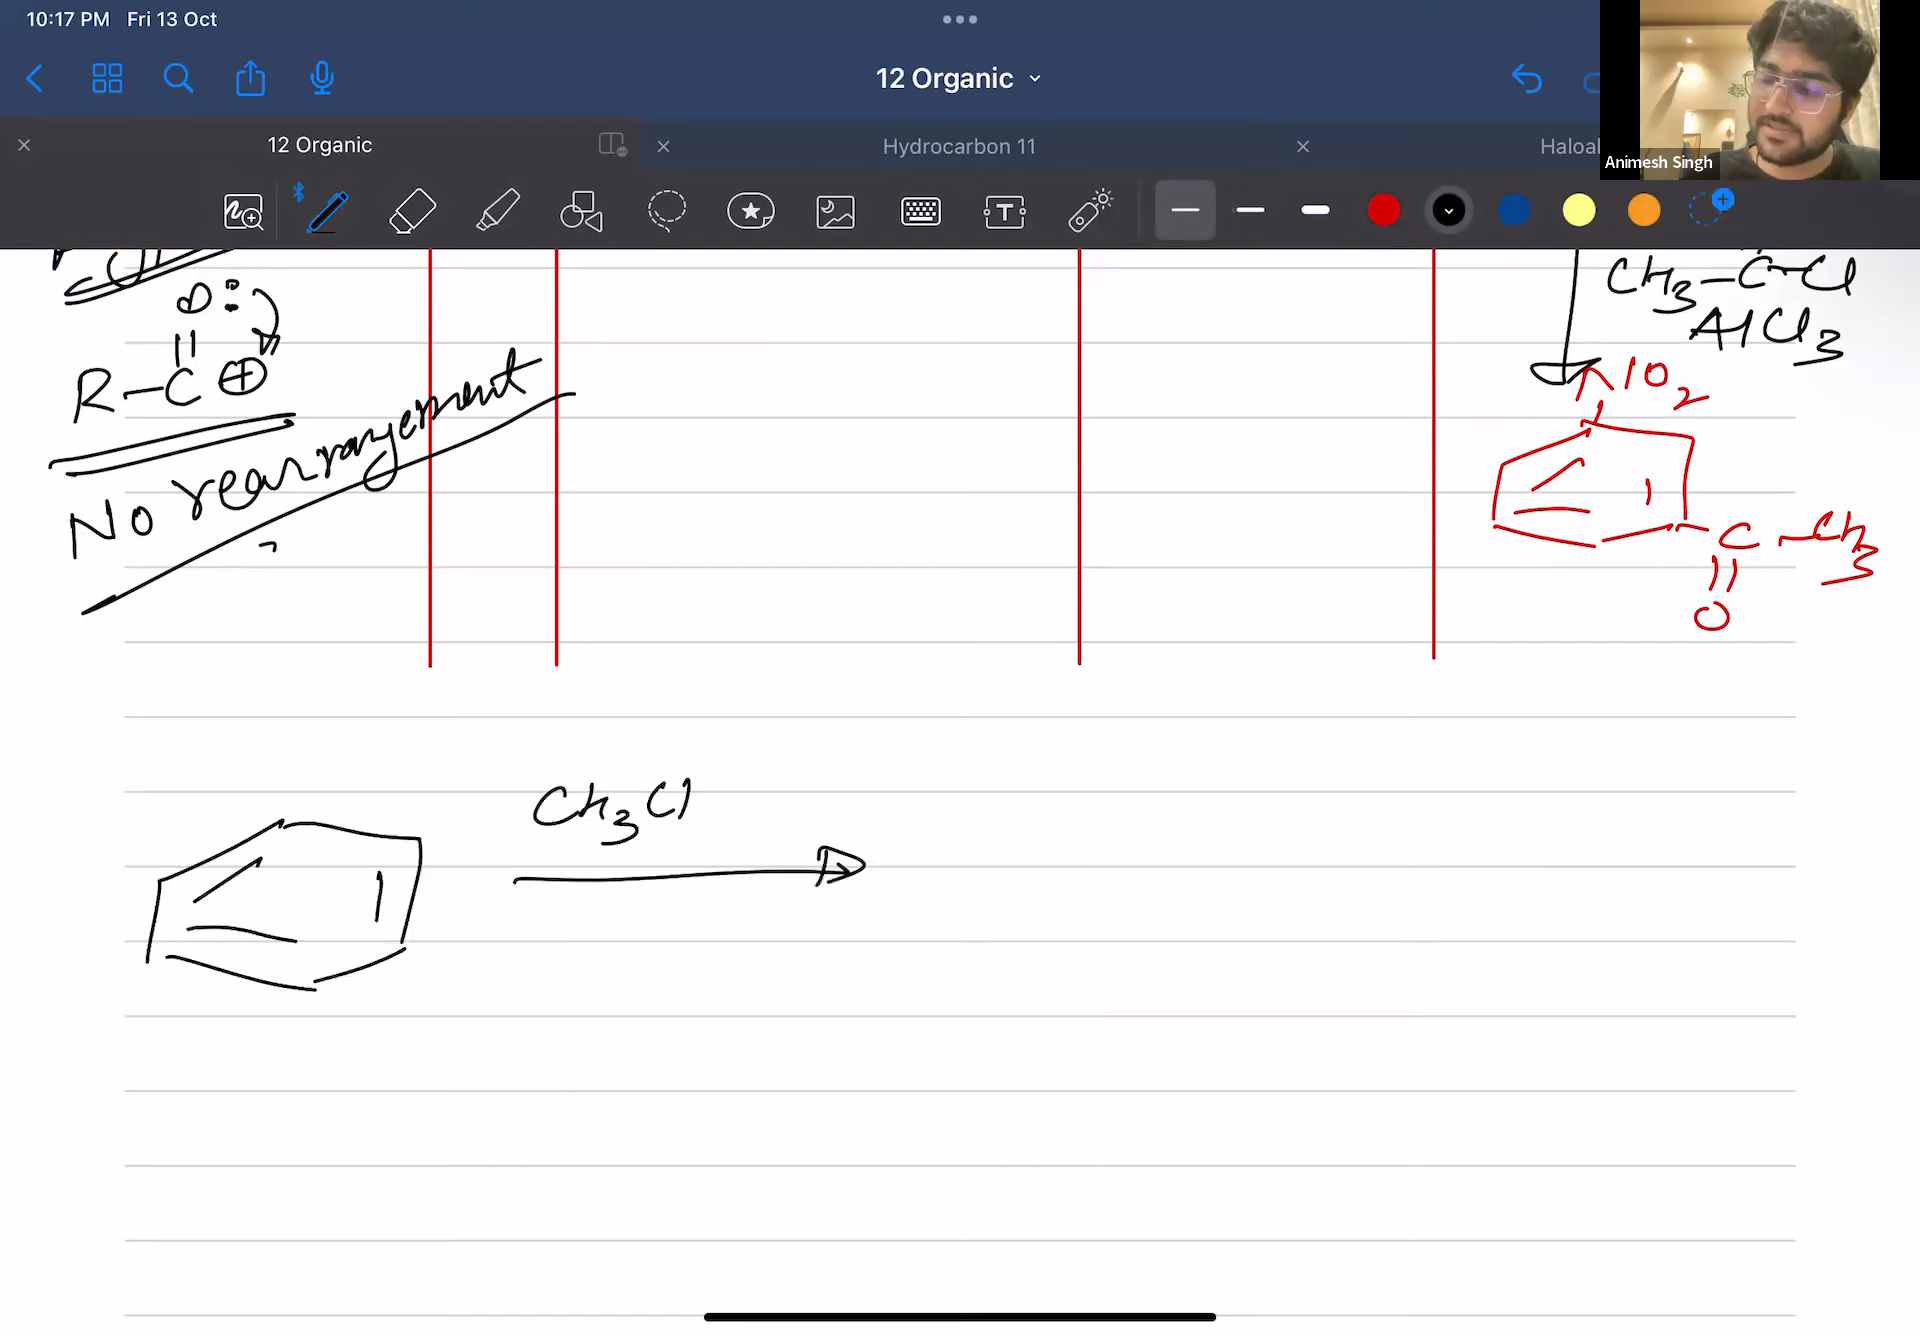 10:17 PM Fri 13 Oct
12 Organic
12 Organic
Hydrocarbon 11
Haloal
Animesh Singh
T
CH3-C-Cl
AlCl3
O:
||
R-C⊕
No rearrangement
NO2
C-CH3
||
O
CH3Cl